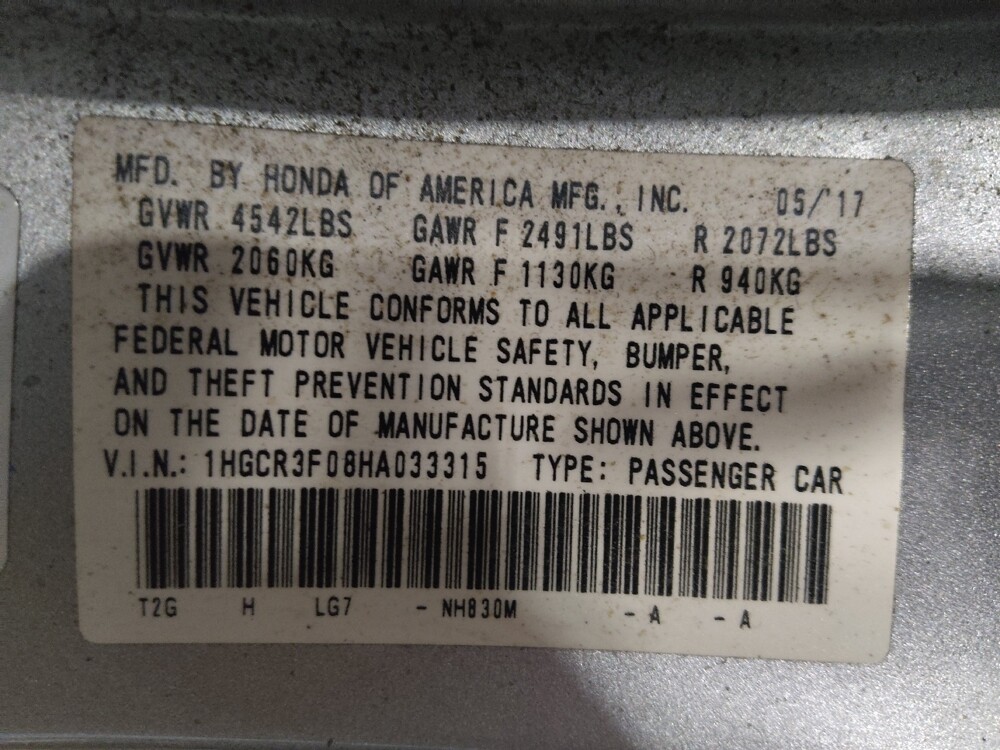 MFD. BY HONDA OF AMERICA MFG., INC. 05/17
GVWR 4542LBS GAWR F 2491LBS R 2072LBS
GVWR 2060KG GAWR F 1130KG R 940KG
THIS VEHICLE CONFORMS TO ALL APPLICABLE
FEDERAL MOTOR VEHICLE SAFETY, BUMPER,
AND THEFT PREVENTION STANDARDS IN EFFECT
ON THE DATE OF MANUFACTURE SHOWN ABOVE.
V.I.N.: 1HGCR3F08HA033315 TYPE: PASSENGER CAR
T2G H LG7 - NH830M - A - A